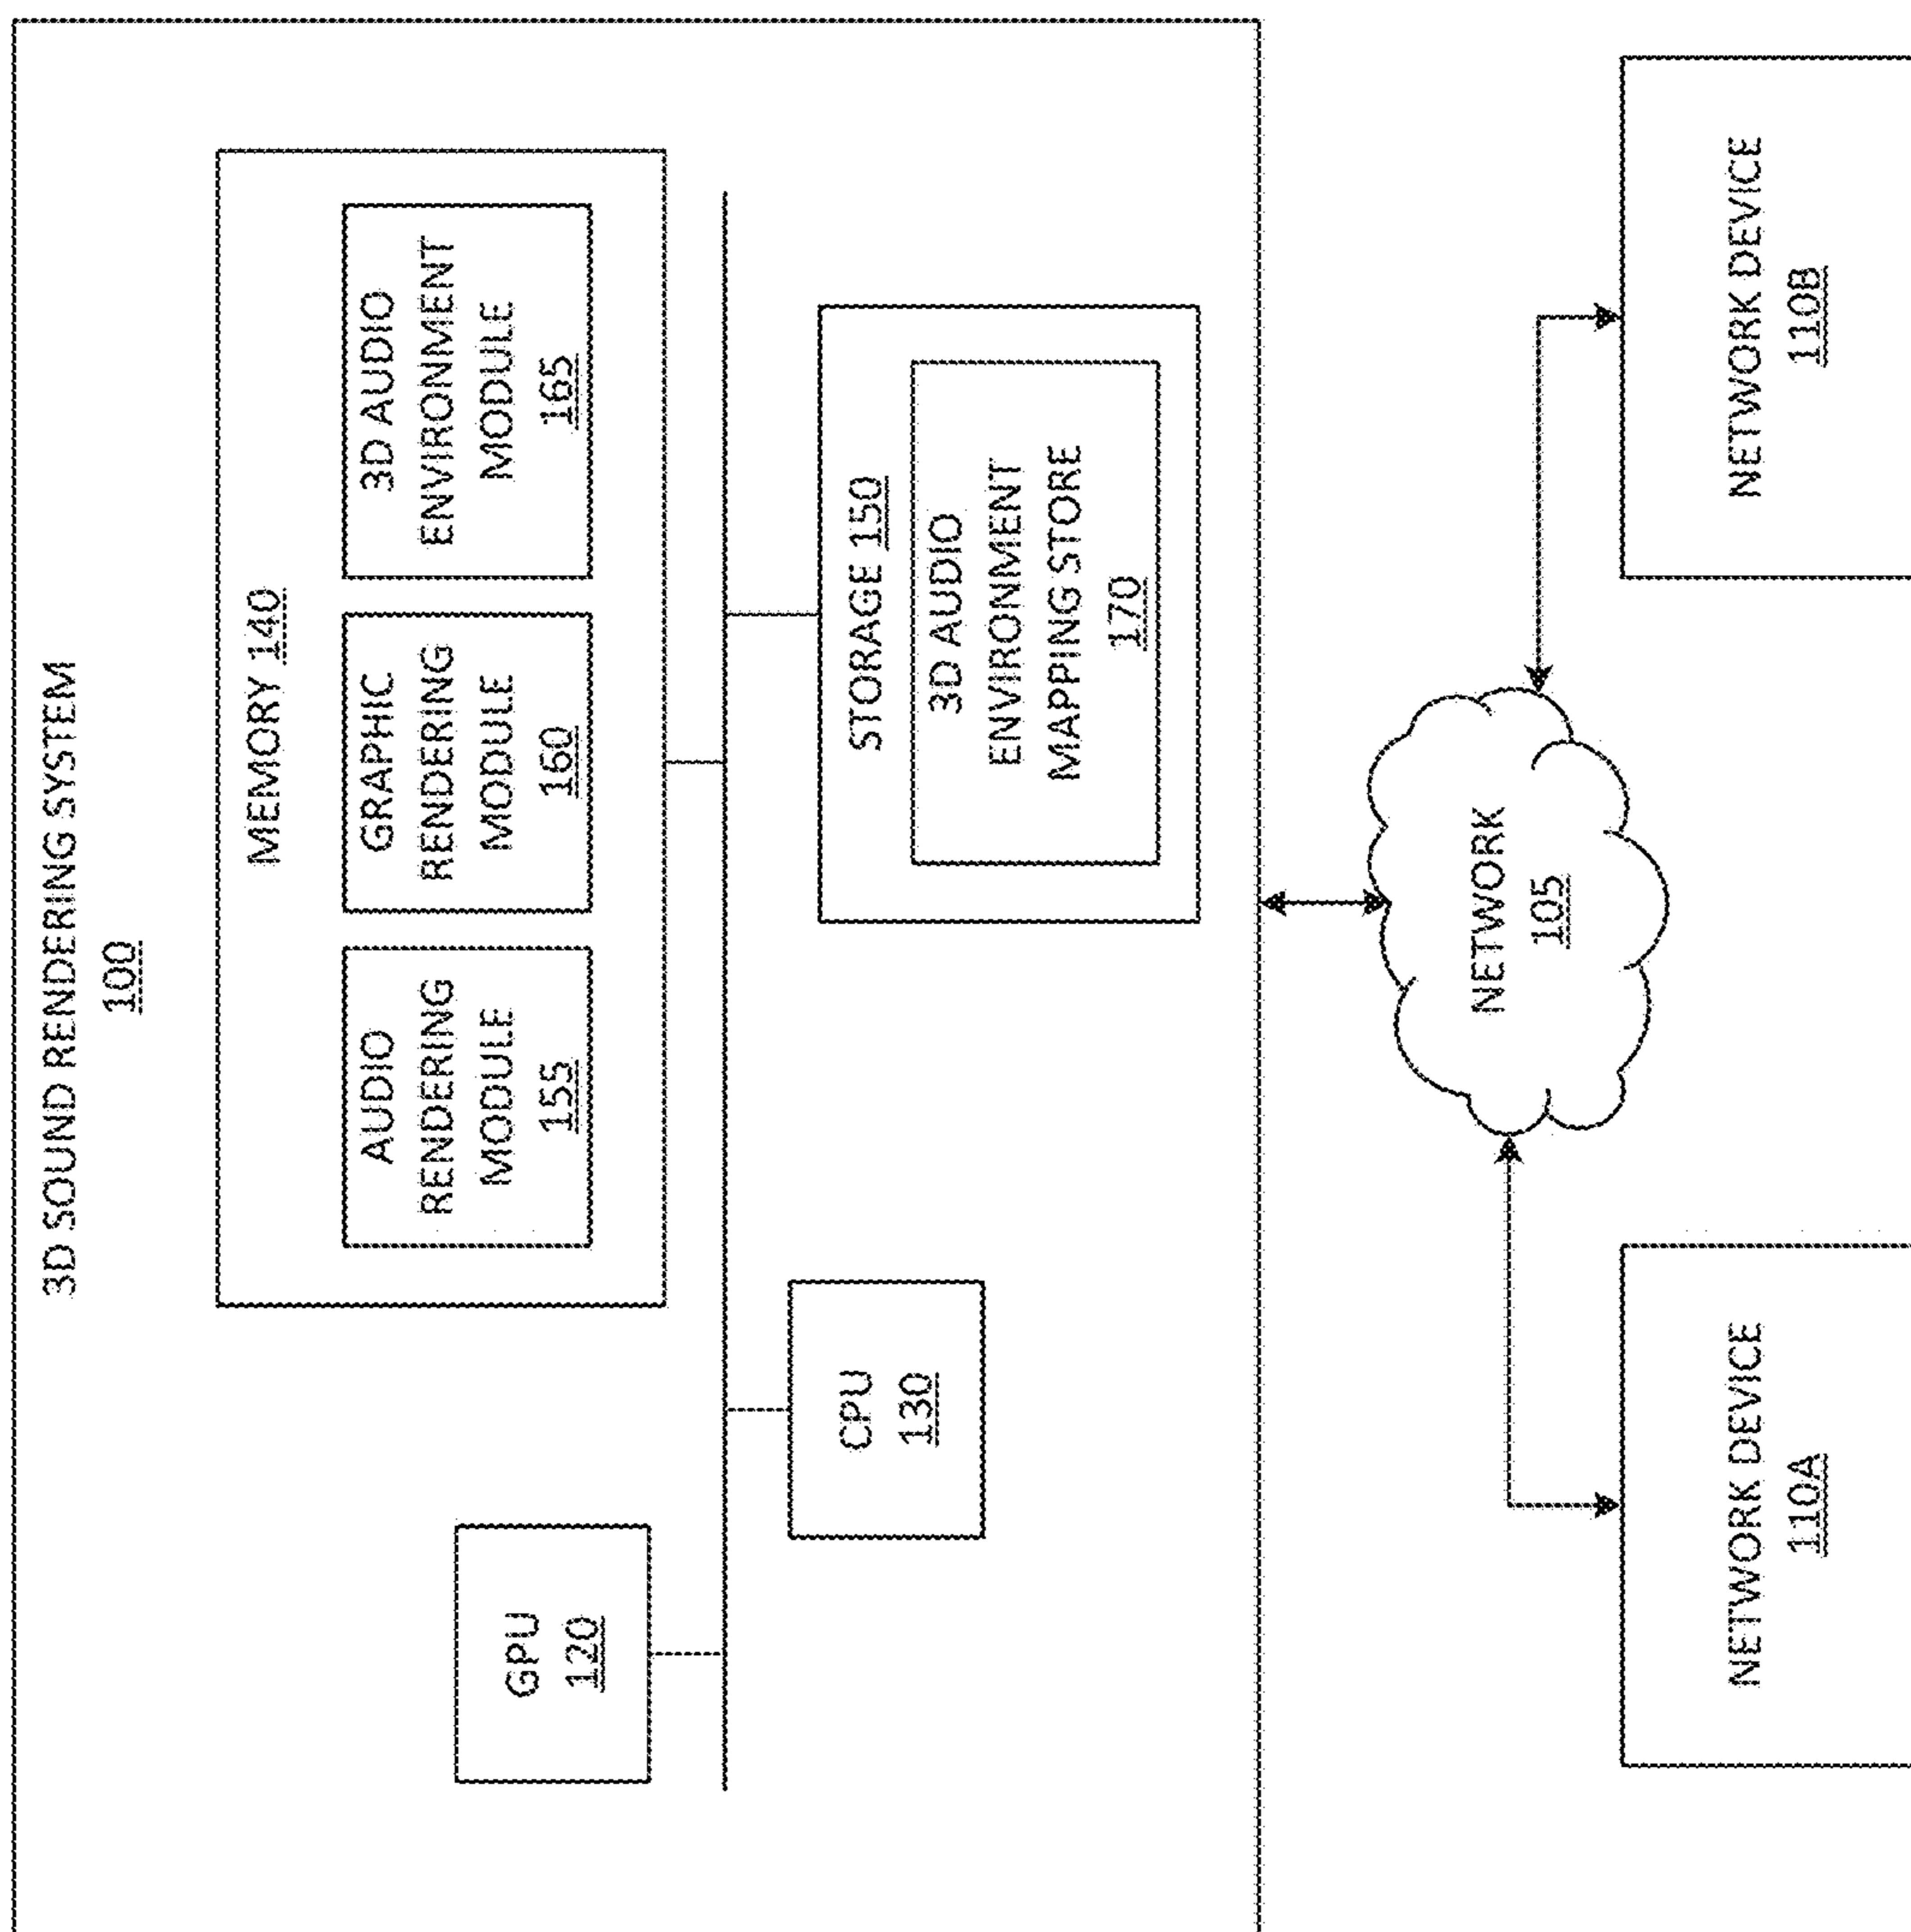 3D SOUND RENDERING SYSTEM
100
MEMORY 140
AUDIO
RENDERING
MODULE
155
GRAPHIC
RENDERING
MODULE
160
3D AUDIO
ENVIRONMENT
MODULE
165
GPU
120
CPU
130
STORAGE 150
3D AUDIO
ENVIRONMENT
MAPPING STORE
170
NETWORK
105
NETWORK DEVICE
110A
NETWORK DEVICE
110B